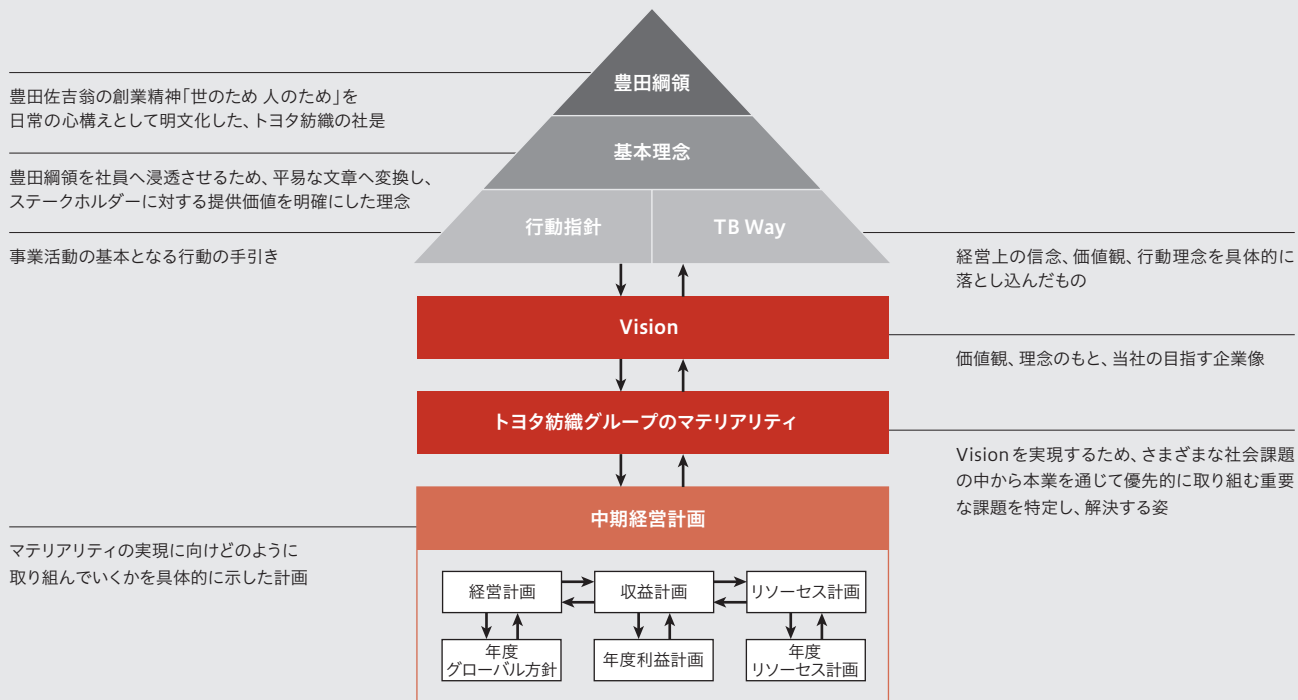 豊田綱領
豊田佐吉翁の創業精神「世のため 人のため」を
日常の心構えとして明文化した、トヨタ紡織の社是
基本理念
豊田綱領を社員へ浸透させるため、平易な文章へ変換し、
ステークホルダーに対する提供価値を明確にした理念
行動指針
TB Way
事業活動の基本となる行動の手引き
経営上の信念、価値観、行動理念を具体的に
落とし込んだもの
Vision
価値観、理念のもと、当社の目指す企業像
トヨタ紡織グループのマテリアリティ
Visionを実現するため、さまざまな社会課題
の中から本業を通じて優先的に取り組む重要
な課題を特定し、解決する姿
中期経営計画
マテリアリティの実現に向けどのように
取り組んでいくかを具体的に示した計画
経営計画
収益計画
リソーセス計画
年度
グローバル方針
年度利益計画
年度
リソーセス計画